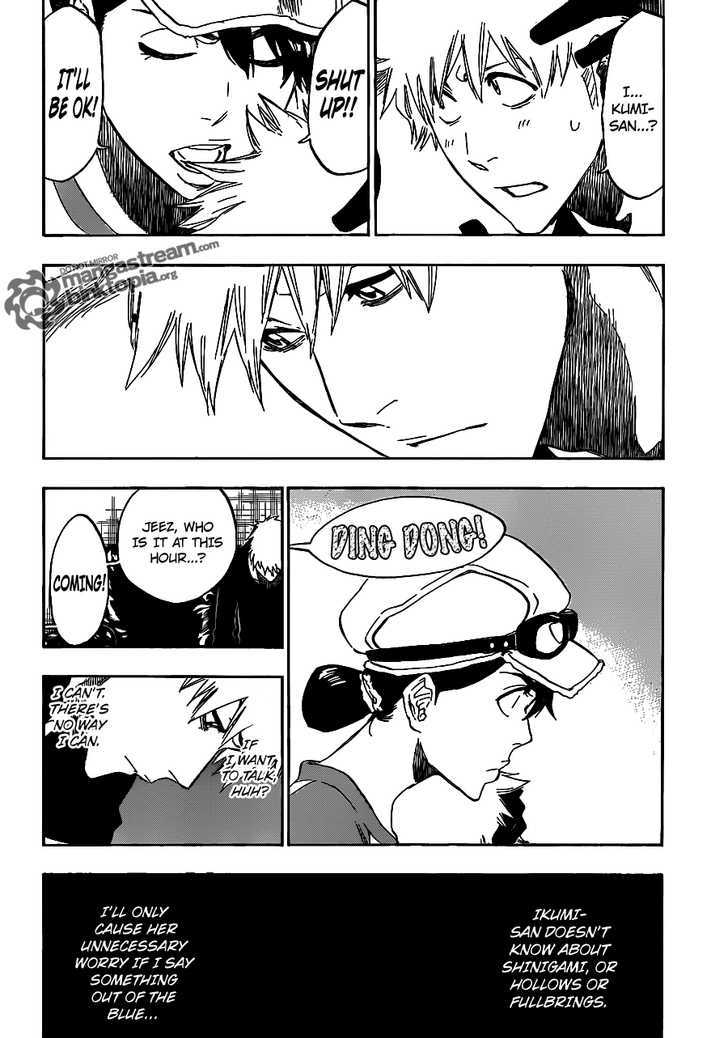 I...
KUMI-
SAN...?
SHUT
UP!!
IT'LL
BE OK!
DO NOT MIRROR
mangastream.com
binktopia.org
DING DONG!
JEEZ, WHO
IS IT AT THIS
HOUR...?
COMING!
IF
I WANT
TO TALK,
HUH?
I CAN'T.
THERE'S
NO WAY
I CAN.
IKUMI-
SAN DOESN'T
KNOW ABOUT
SHINIGAMI, OR
HOLLOWS OR
FULLBRINGS.
I'LL ONLY
CAUSE HER
UNNECESSARY
WORRY IF I SAY
SOMETHING
OUT OF THE
BLUE...